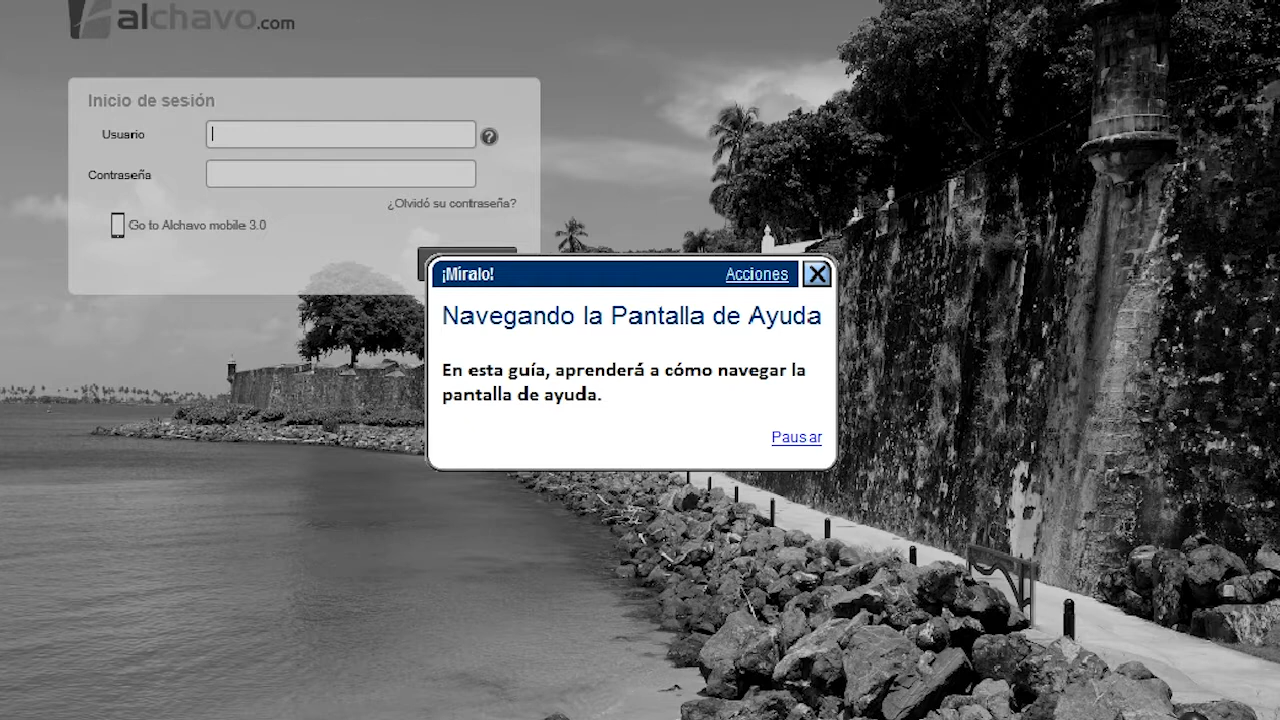 alchavo.com
Inicio de sesión
Usuario
?
Contraseña
¿Olvidó su contraseña?
Go to Alchavo mobile 3.0
¡Míralo!
Acciones
X
Navegando la Pantalla de Ayuda
En esta guía, aprenderá a cómo navegar la
pantalla de ayuda.
Pausar